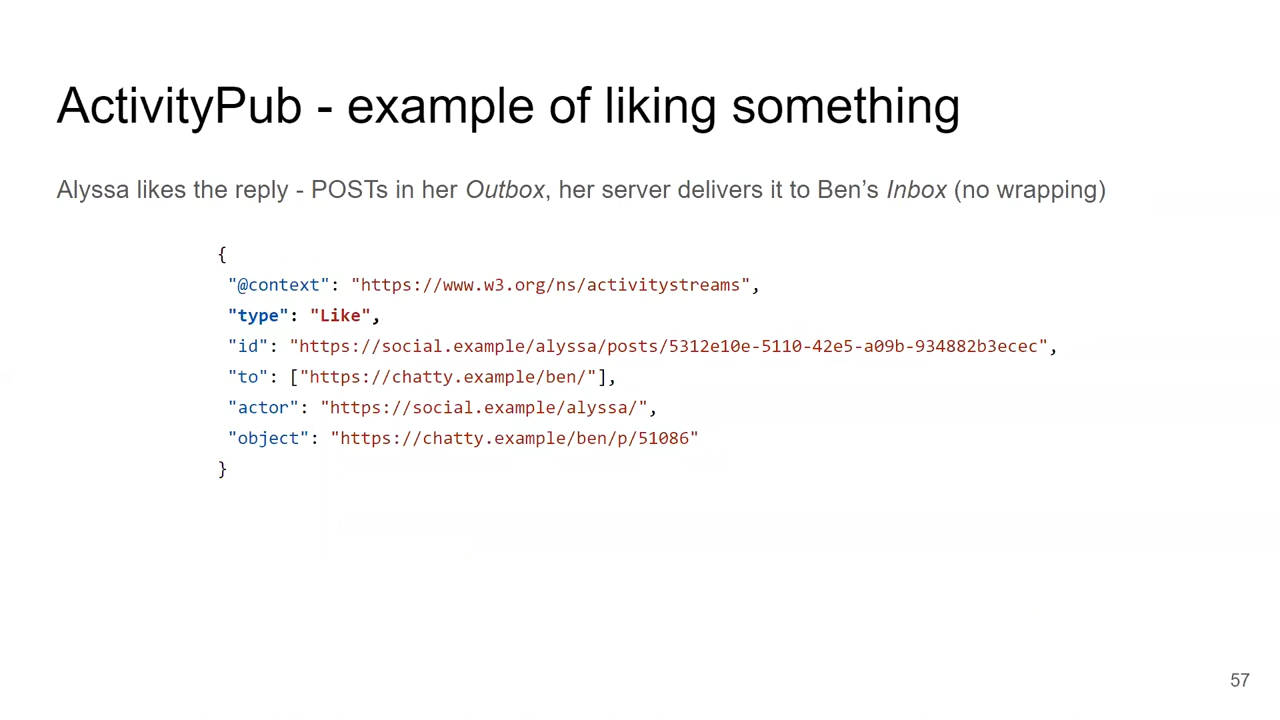 ActivityPub - example of liking something
Alyssa likes the reply - POSTs in her Outbox, her server delivers it to Ben’s Inbox (no wrapping)
{
"@context": "https://www.w3.org/ns/activitystreams",
"type": "Like",
"id": "https://social.example/alyssa/posts/5312e10e-5110-42e5-a09b-934882b3ecec",
"to": ["https://chatty.example/ben/"],
"actor": "https://social.example/alyssa/",
"object": "https://chatty.example/ben/p/51086"
}
57